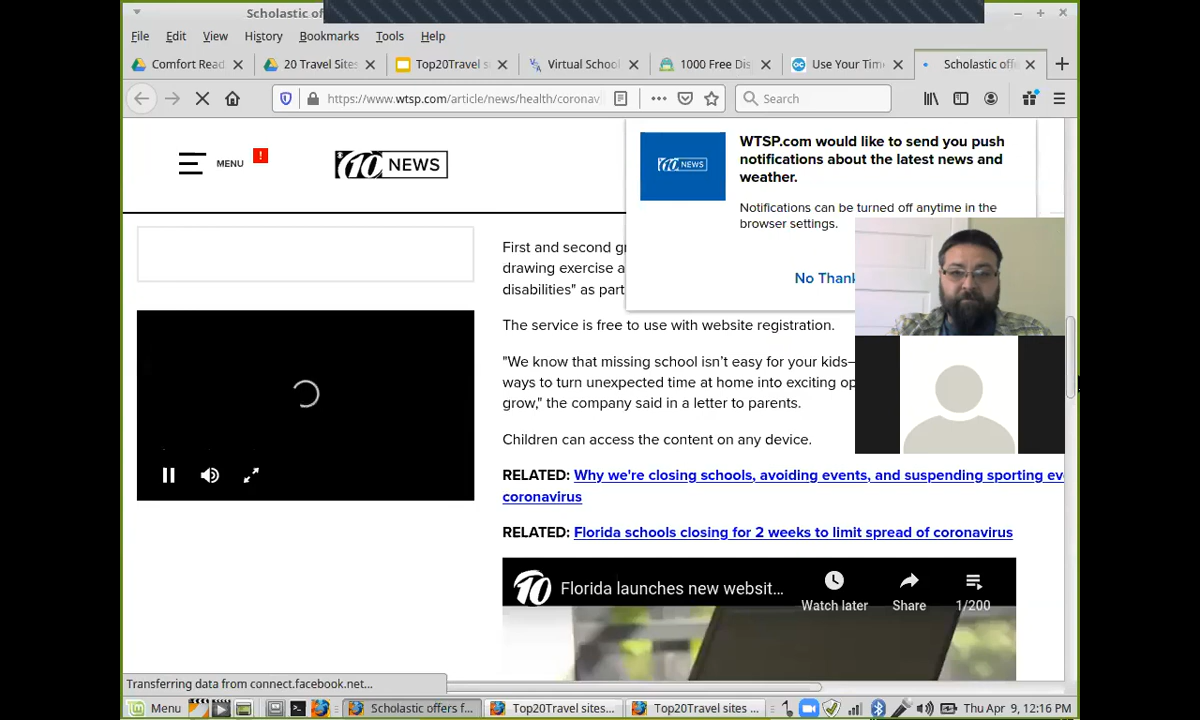 Scholastic of
File Edit View History Bookmarks Tools Help
Comfort Read
20 Travel Sites
Top20Travel s
Virtual School
1000 Free Dis
Use Your Time
Scholastic off
https://www.wtsp.com/article/news/health/coronav
Search
MENU
!
10 NEWS
10 NEWS
WTSP.com would like to send you push
notifications about the latest news and
weather.
Notifications can be turned off anytime in the
browser settings.
No Thank
First and second gr
drawing exercise a
disabilities" as part
The service is free to use with website registration.
"We know that missing school isn't easy for your kids—
ways to turn unexpected time at home into exciting op
grow," the company said in a letter to parents.
Children can access the content on any device.
RELATED: Why we're closing schools, avoiding events, and suspending sporting eve
coronavirus
RELATED: Florida schools closing for 2 weeks to limit spread of coronavirus
10 Florida launches new websit...
Watch later
Share
1/200
Transferring data from connect.facebook.net...
Menu
Scholastic offers f...
Top20Travel sites...
Top20Travel sites ...
Thu Apr 9, 12:16 PM